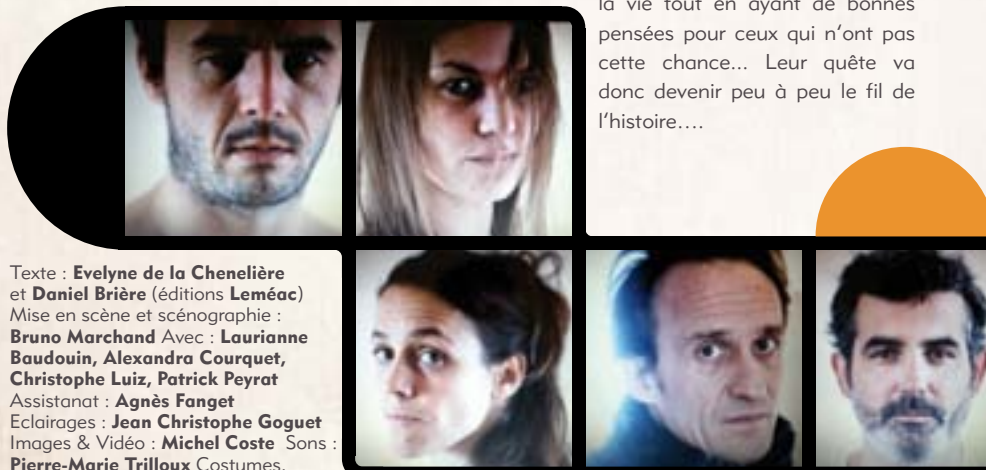 la vie tout en ayant de bonnes
pensées pour ceux qui n'ont pas
cette chance... Leur quête va
donc devenir peu à peu le fil de
l'histoire....
Texte : Evelyne de la Chenelière
et Daniel Brière (éditions Leméac)
Mise en scène et scénographie :
Bruno Marchand Avec : Laurianne
Baudouin, Alexandra Courquet,
Christophe Luiz, Patrick Peyrat
Assistanat : Agnès Fanget
Eclairages : Jean Christophe Goguet
Images & Vidéo : Michel Coste Sons :
Pierre-Marie Trilloux Costumes,